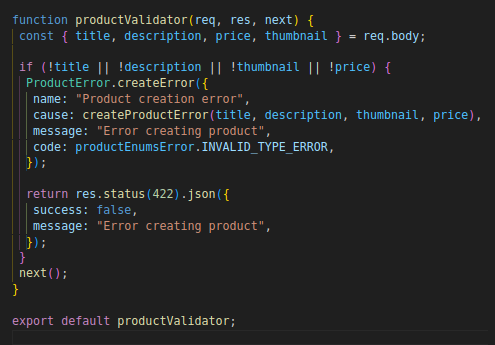 function productValidator(req, res, next) {
const { title, description, price, thumbnail } = req.body;
if (!title || !description || !thumbnail || !price) {
ProductError.createError({
name: "Product creation error",
cause: createProductError(title, description, thumbnail, price),
message: "Error creating product",
code: productEnumsError.INVALID_TYPE_ERROR,
});
return res.status(422).json({
success: false,
message: "Error creating product",
});
}
next();
}
export default productValidator;